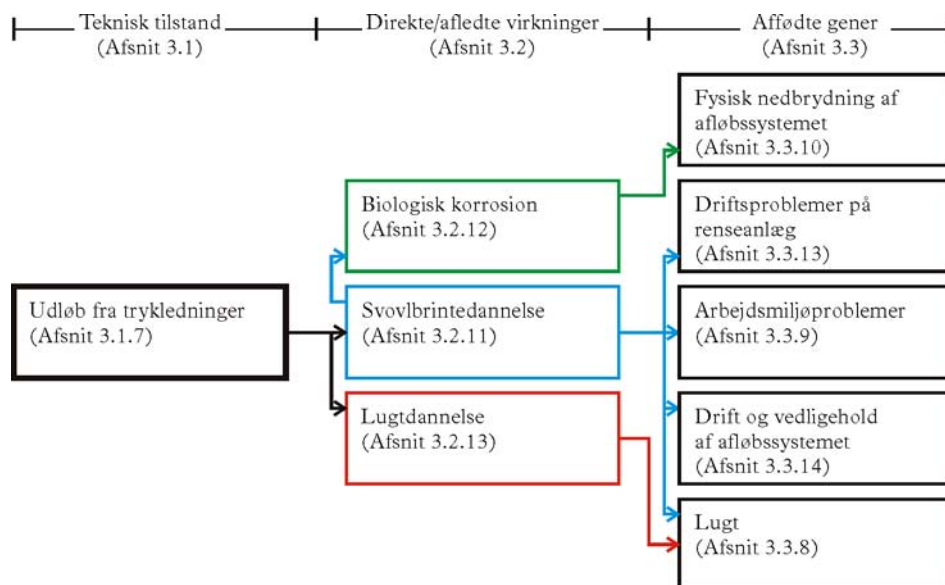 Teknisk tilstand
(Afsnit 3.1)
Direkte/afledte virkninger
(Afsnit 3.2)
Affødte gener
(Afsnit 3.3)
Udløb fra trykledninger
(Afsnit 3.1.7)
Biologisk korrosion
(Afsnit 3.2.12)
Svovlbrintedannelse
(Afsnit 3.2.11)
Lugtdannelse
(Afsnit 3.2.13)
Fysisk nedbrydning af
afløbssystemet
(Afsnit 3.3.10)
Driftsproblemer på
renseanlæg
(Afsnit 3.3.13)
Arbejdsmiljøproblemer
(Afsnit 3.3.9)
Drift og vedligehold
af afløbssystemet
(Afsnit 3.3.14)
Lugt
(Afsnit 3.3.8)